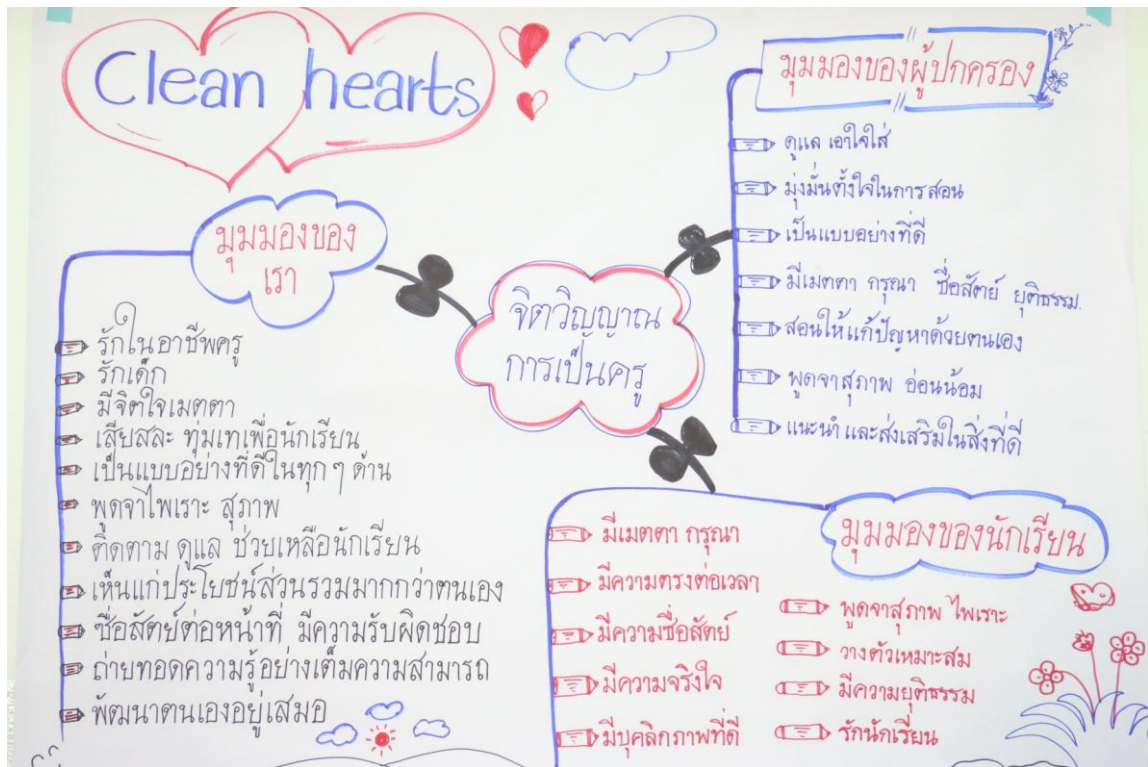 Clean hearts
จิตวิญญาณ
การเป็นครู
มุมมองของ
เรา
รักในอาชีพครู
รักเด็ก
มีจิตใจเมตตา
เสียสละ ทุ่มเทเพื่อนักเรียน
เป็นแบบอย่างที่ดีในทุกๆ ด้าน
พูดจาไพเราะ สุภาพ
ติดตาม ดูแล ช่วยเหลือนักเรียน
เห็นแก่ประโยชน์ส่วนรวมมากกว่าตนเอง
ซื่อสัตย์ต่อหน้าที่ มีความรับผิดชอบ
ถ่ายทอดความรู้อย่างเต็มความสามารถ
พัฒนาตนเองอยู่เสมอ
มุมมองของผู้ปกครอง
ดูแล เอาใจใส่
มุ่งมั่นตั้งใจในการสอน
เป็นแบบอย่างที่ดี
มีเมตตา กรุณา ซื่อสัตย์ ยุติธรรม.
สอนให้แก้ปัญหาด้วยตนเอง
พูดจาสุภาพ อ่อนน้อม
แนะนำ และส่งเสริมในสิ่งที่ดี
มุมมองของนักเรียน
มีเมตตา กรุณา
มีความตรงต่อเวลา
มีความซื่อสัตย์
มีความจริงใจ
มีบุคลิกภาพที่ดี
พูดจาสุภาพ ไพเราะ
วางตัวเหมาะสม
มีความยุติธรรม
รักนักเรียน